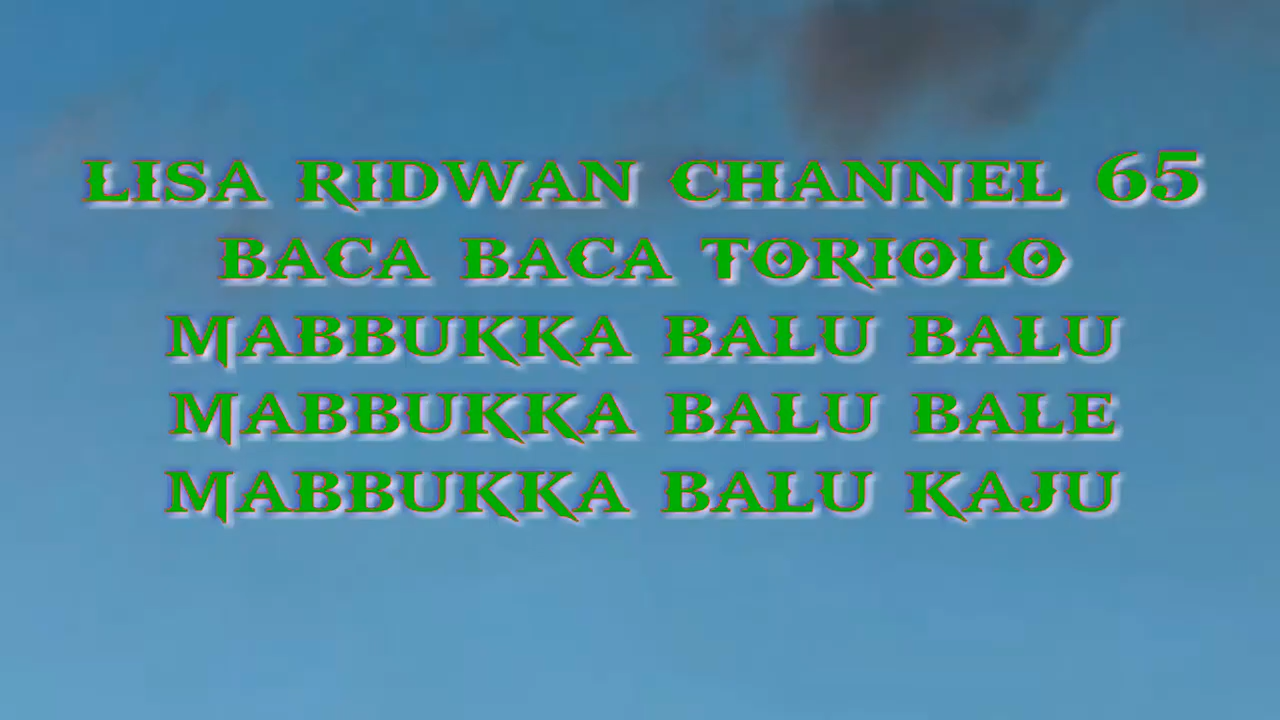 LISA RIDWAN CHANNEL 65
BACA BACA TORIOLO
MABBUKKA BALU BALU
MABBUKKA BALU BALE
MABBUKKA BALU KAJU